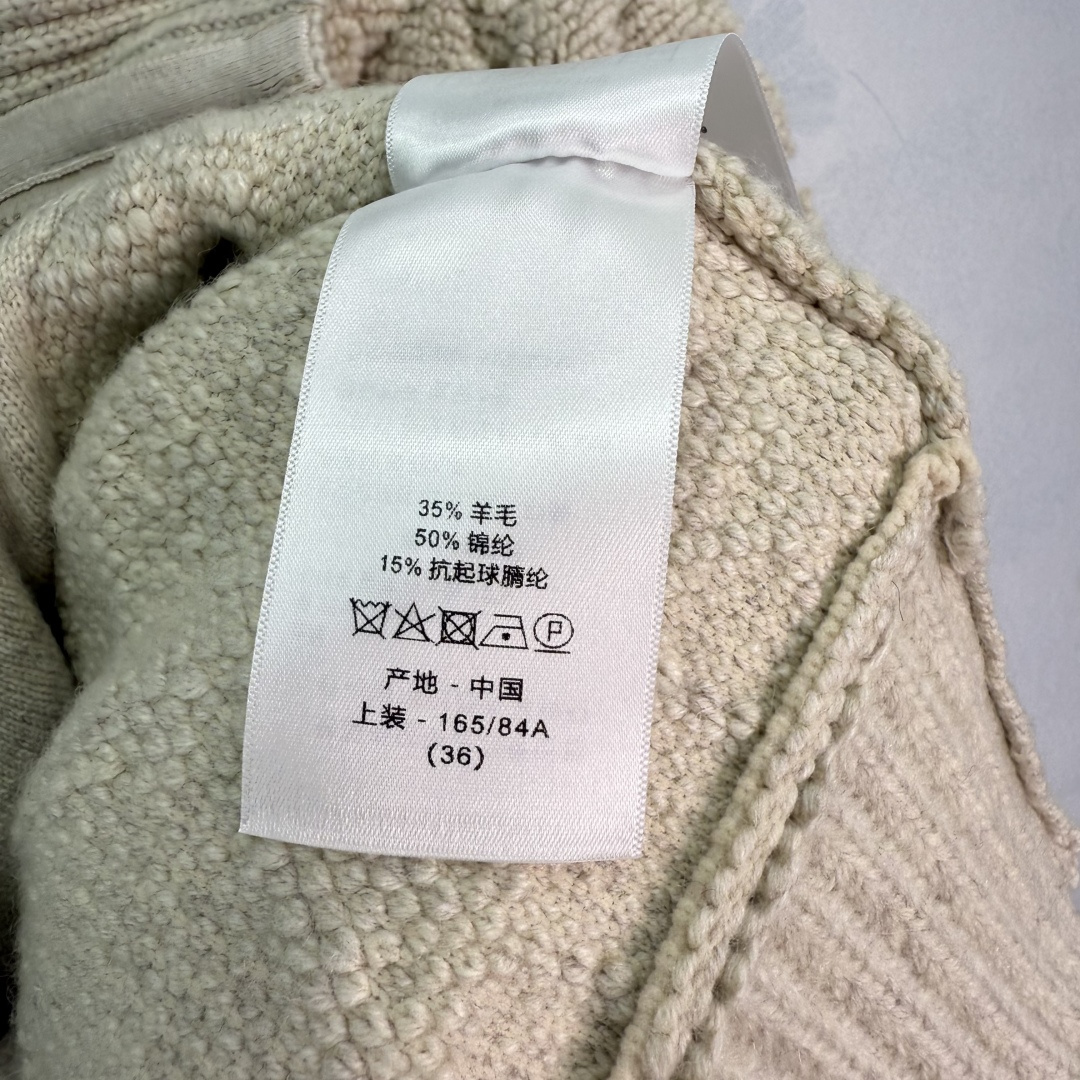 35% 羊毛
50% 锦纶
15% 抗起球腈纶
P
产地 - 中国
上装 - 165/84A
(36)